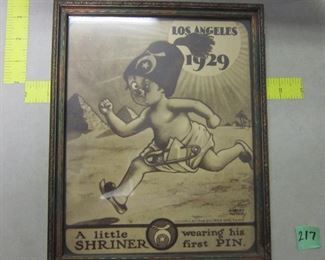 LOS ANGELES
1929
A little
SHRINER
wearing his
first PIN.
217